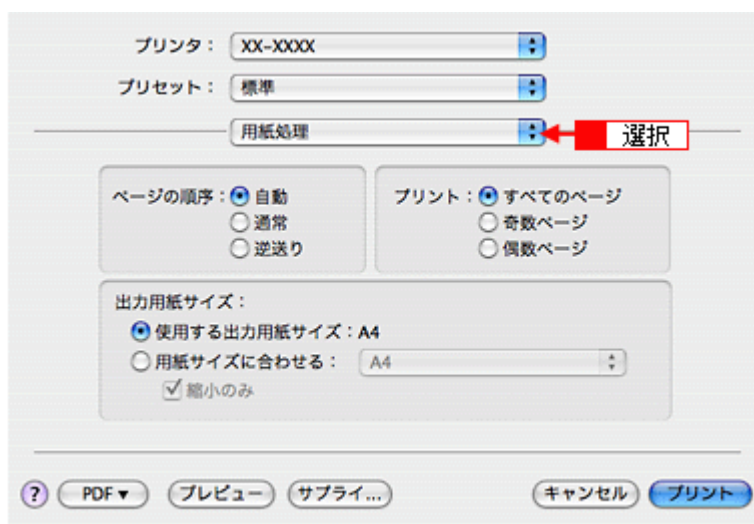 プリンタ： XX-XXXX
プリセット： 標準
用紙処理
選択
ページの順序： 自動
通常
逆送り
プリント： すべてのページ
奇数ページ
偶数ページ
出力用紙サイズ：
使用する出力用紙サイズ：A4
用紙サイズに合わせる： A4
縮小のみ
? PDF▼ プレビュー サプライ... キャンセル プリント